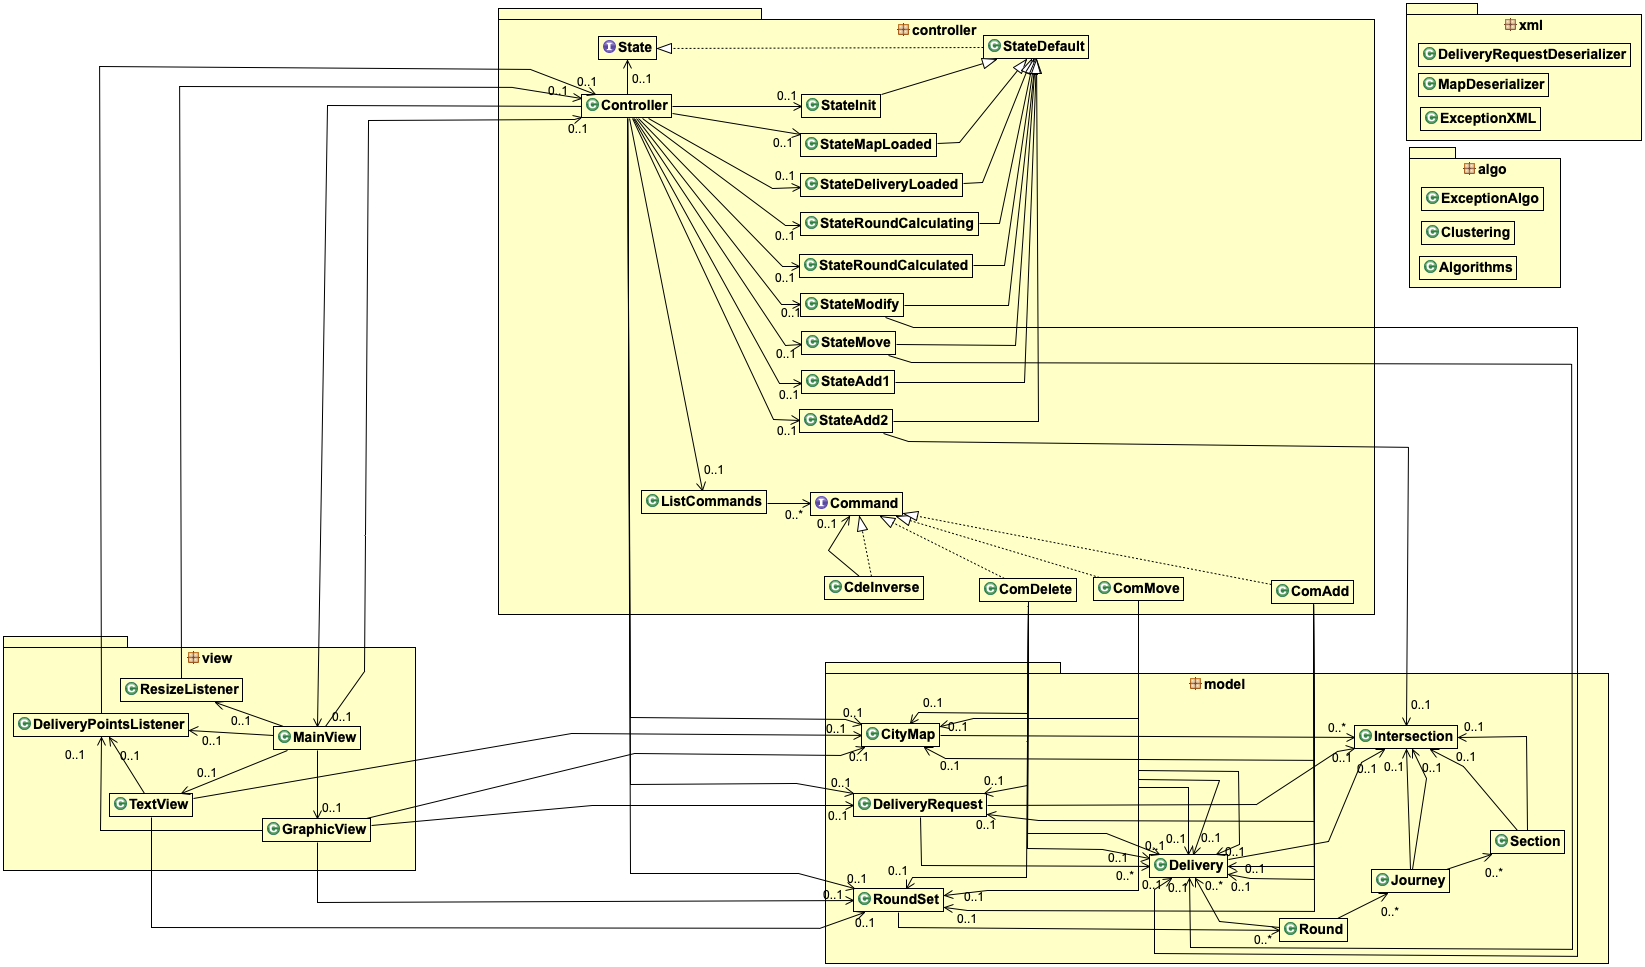 controller
State
StateDefault
0..1
0..1
0..1
Controller
0..1
0..1
StateInit
0..1
StateMapLoaded
0..1
StateDeliveryLoaded
0..1
StateRoundCalculating
0..1
StateRoundCalculated
0..1
StateModify
0..1
StateMove
0..1
StateAdd1
0..1
StateAdd2
0..1
0..1
ListCommands
0..*
Command
0..1
CdeInverse
ComDelete
ComMove
ComAdd
xml
DeliveryRequestDeserializer
MapDeserializer
ExceptionXML
algo
ExceptionAlgo
Clustering
Algorithms
view
ResizeListener
0..1
0..1
DeliveryPointsListener
0..1
MainView
0..1
0..1
0..1
TextView
0..1
GraphicView
model
0..1
0..1
0..1
0..1
CityMap
0..1
0..1
0..1
0..*
0..1
Intersection
0..1
0..1
0..1
0..1
0..1
0..1
0..1
DeliveryRequest
0..1
0..1
0..1
0..1
0..1
0..1
0..1
0..*
Delivery
0..1
0..1
0..1
0..1
0..*
0..1
Section
0..*
Journey
0..*
0..1
0..1
0..1
RoundSet
0..1
0..1
0..1
0..*
Round